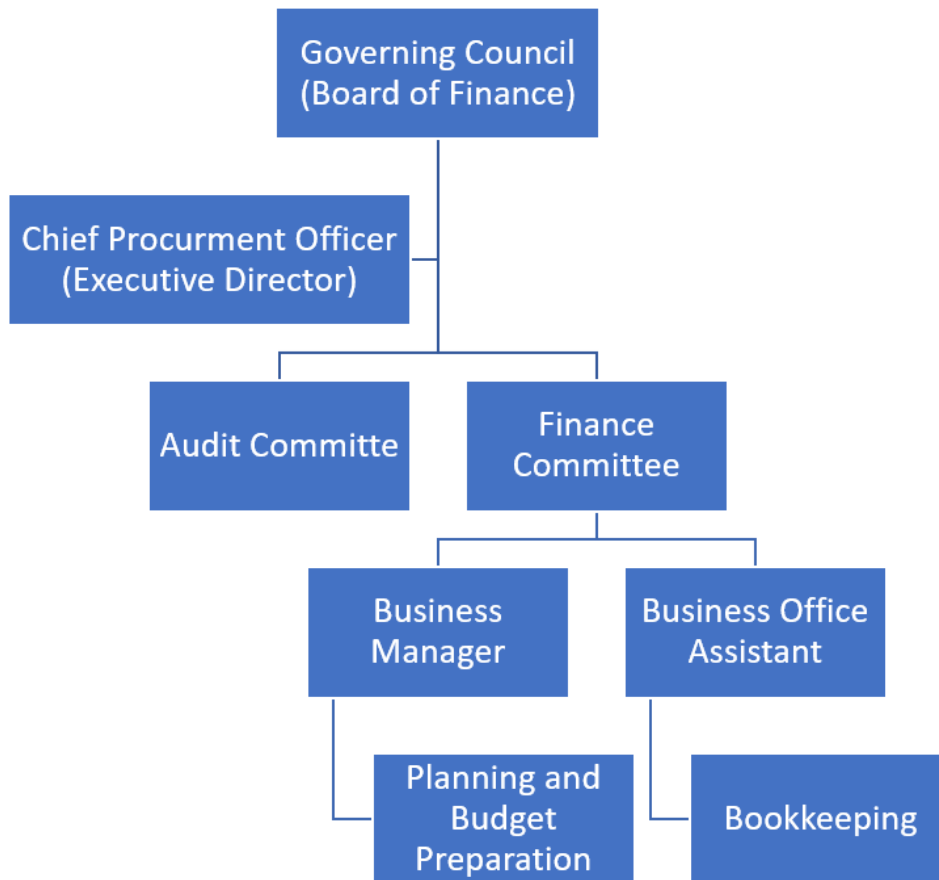 Governing Council
(Board of Finance)
Chief Procurment Officer
(Executive Director)
Audit Committe
Finance
Committee
Business
Manager
Business Office
Assistant
Planning and
Budget
Preparation
Bookkeeping